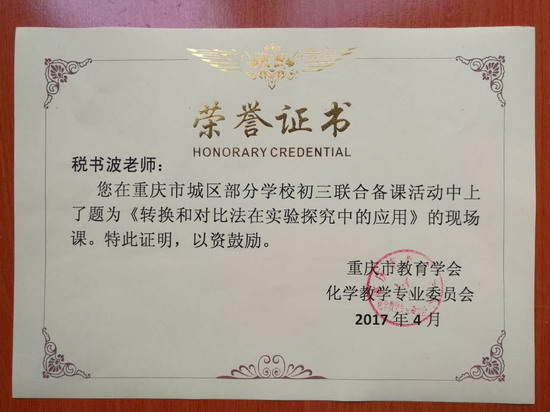 荣誉证书
HONORARY CREDENTIAL
税书波老师：
您在重庆市城区部分学校初三联合备课活动中上
了题为《转换和对比法在实验探究中的应用》的现场
课。特此证明，以资鼓励。
重庆市教育学会
化学教学专业委员会
2017年4月